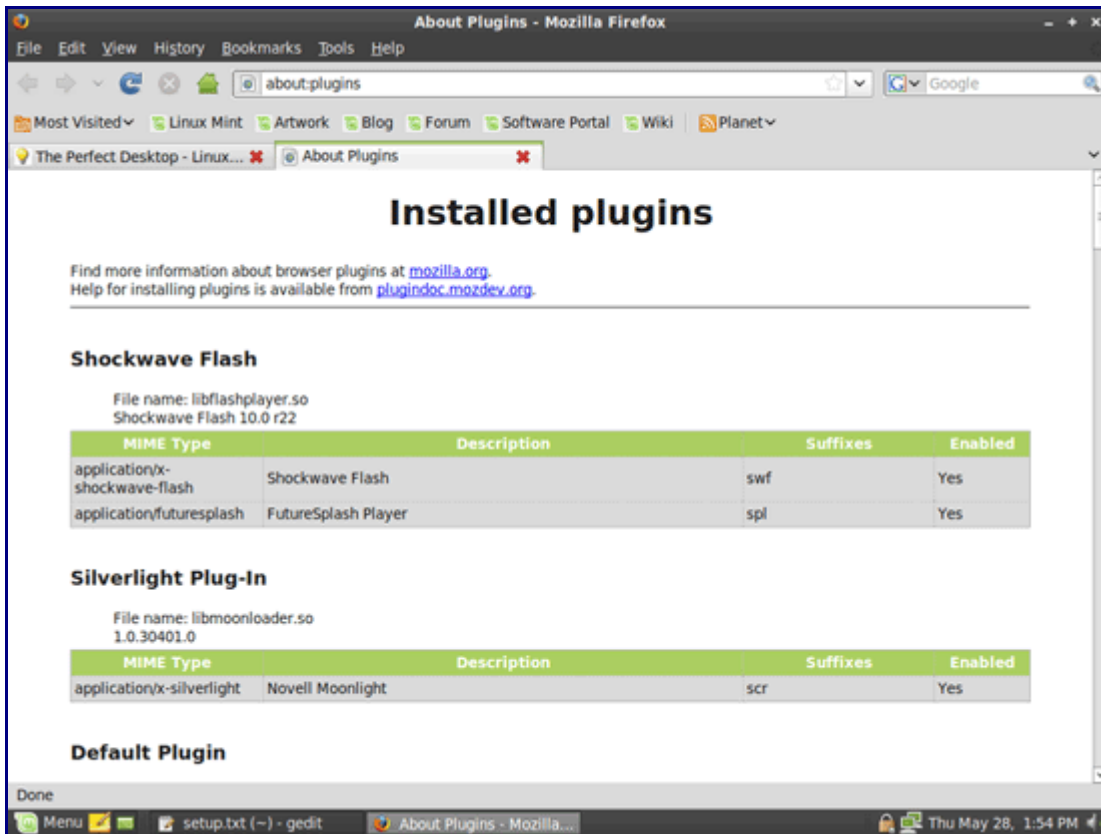 About Plugins - Mozilla Firefox
File Edit View History Bookmarks Tools Help
about:plugins Google
Most Visited Linux Mint Artwork Blog Forum Software Portal Wiki Planet
The Perfect Desktop - Linux... About Plugins
Installed plugins
Find more information about browser plugins at mozilla.org.
Help for installing plugins is available from plugindoc.mozdev.org.
Shockwave Flash
File name: libflashplayer.so
Shockwave Flash 10.0 r22
MIME Type Description Suffixes Enabled
application/x-
shockwave-flash Shockwave Flash swf Yes
application/futuresplash FutureSplash Player spl Yes
Silverlight Plug-In
File name: libmoonloader.so
1.0.30401.0
MIME Type Description Suffixes Enabled
application/x-silverlight Novell Moonlight scr Yes
Default Plugin
Done
Menu setup.txt (~) - gedit About Plugins - Mozilla... Thu May 28, 1:54 PM